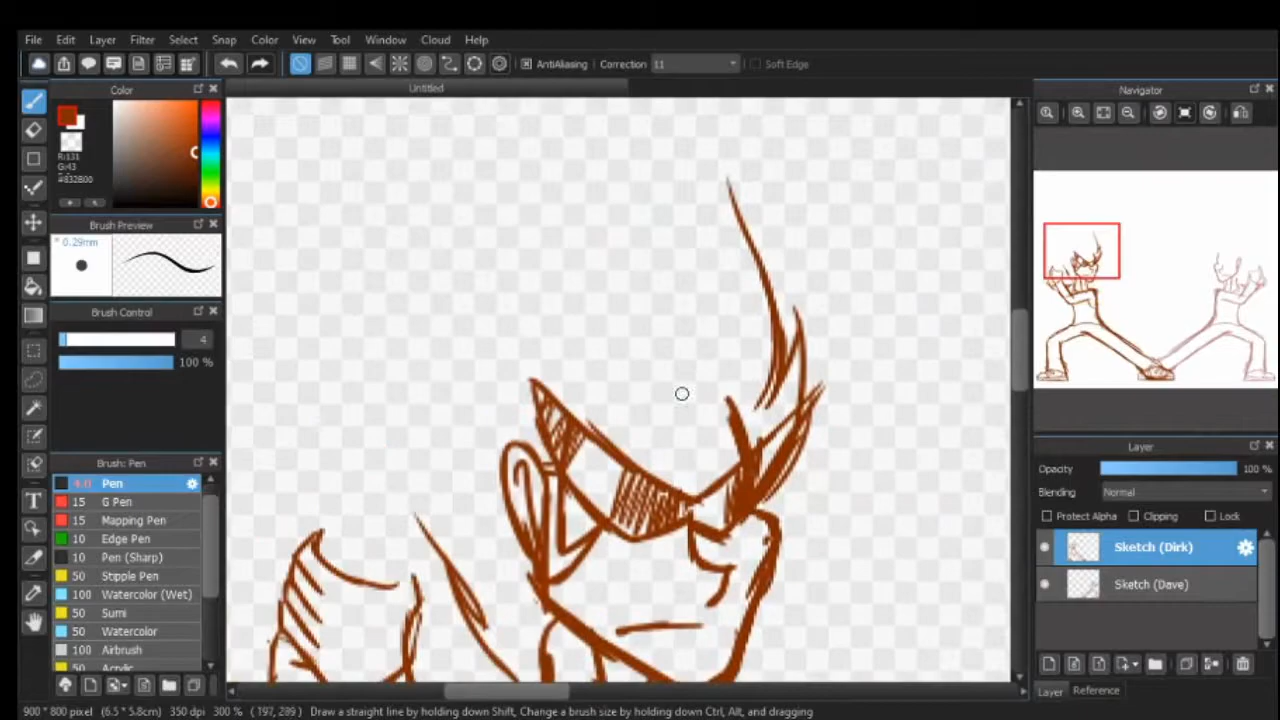 File Edit Layer Filter Select Snap Color View Tool Window Cloud Help
AntiAliasing Correction 11 Soft Edge
Color
Untitled
Navigator
R:131
G:43
#832B00
Brush Preview
* 0.29mm
Brush Control
4
100 %
Brush: Pen
4.0 Pen
15 G Pen
15 Mapping Pen
10 Edge Pen
10 Pen (Sharp)
50 Stipple Pen
100 Watercolor (Wet)
50 Sumi
50 Watercolor
100 Airbrush
50 Acrylic
Layer
Opacity 100 %
Blending Normal
Protect Alpha Clipping Lock
Sketch (Dirk)
Sketch (Dave)
Layer Reference
900 * 800 pixel (6.5 * 5.8cm) 350 dpi 300 % ( 197, 289 ) Draw a straight line by holding down Shift, Change a brush size by holding down Ctrl, Alt, and dragging